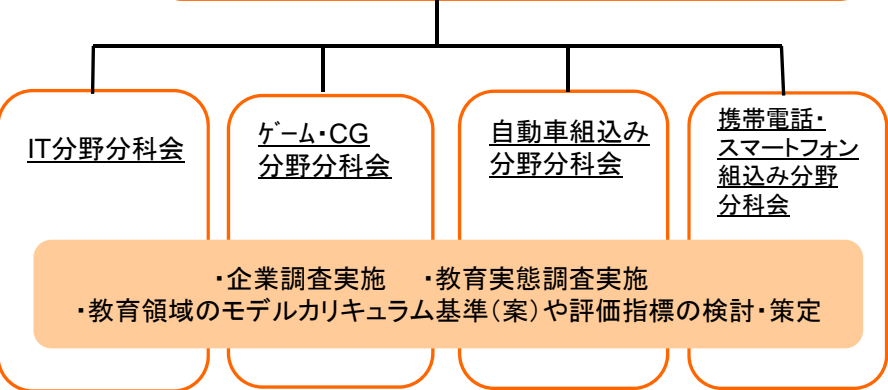 IT分野分科会
ｹﾞｰﾑ・CG
分野分科会
自動車組込み
分野分科会
携帯電話・
スマートフォン
組込み分野
分科会
・企業調査実施　・教育実態調査実施
・教育領域のモデルカリキュラム基準（案）や評価指標の検討・策定